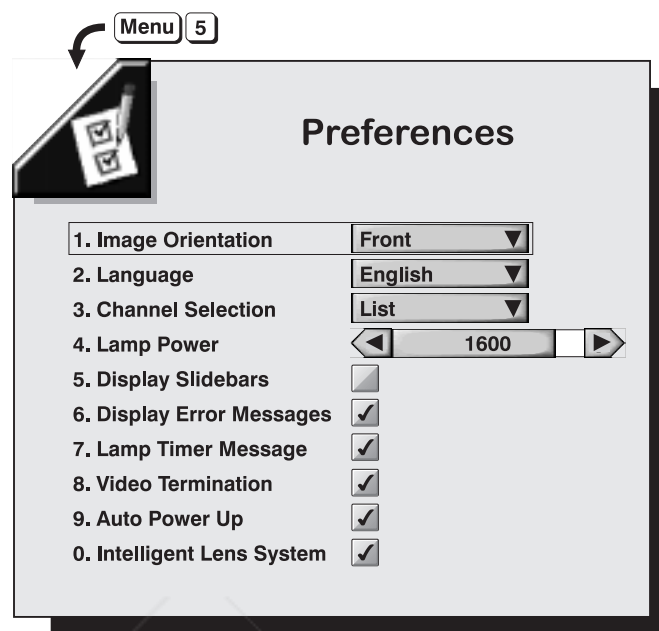 Menu 5
Preferences
1. Image Orientation Front
2. Language English
3. Channel Selection List
4. Lamp Power 1600
5. Display Slidebars
6. Display Error Messages
7. Lamp Timer Message
8. Video Termination
9. Auto Power Up
0. Intelligent Lens System